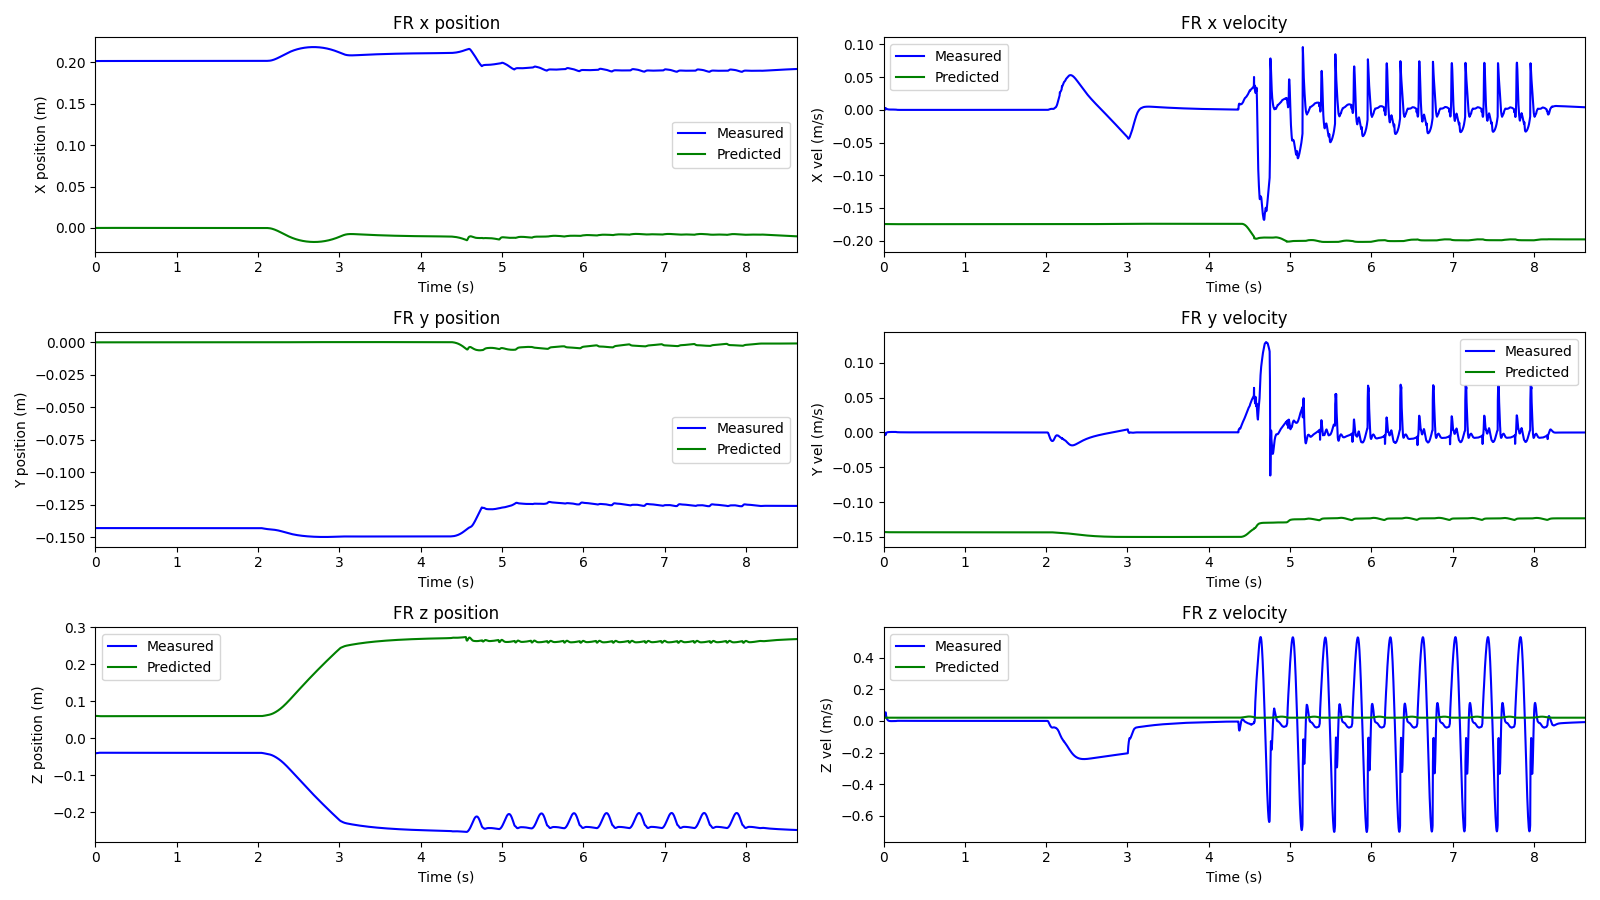 FR x position
X position (m)
0.20
0.15
0.10
0.05
0.00
Measured
Predicted
0 1 2 3 4 5 6 7 8
Time (s)
FR x velocity
X vel (m/s)
0.10
0.05
0.00
−0.05
−0.10
−0.15
−0.20
Measured
Predicted
0 1 2 3 4 5 6 7 8
Time (s)
FR y position
Y position (m)
0.000
−0.025
−0.050
−0.075
−0.100
−0.125
−0.150
Measured
Predicted
0 1 2 3 4 5 6 7 8
Time (s)
FR y velocity
Y vel (m/s)
0.10
0.05
0.00
−0.05
−0.10
−0.15
Measured
Predicted
0 1 2 3 4 5 6 7 8
Time (s)
FR z position
Z position (m)
0.3
0.2
0.1
0.0
−0.1
−0.2
Measured
Predicted
0 1 2 3 4 5 6 7 8
Time (s)
FR z velocity
Z vel (m/s)
0.4
0.2
0.0
−0.2
−0.4
−0.6
Measured
Predicted
0 1 2 3 4 5 6 7 8
Time (s)